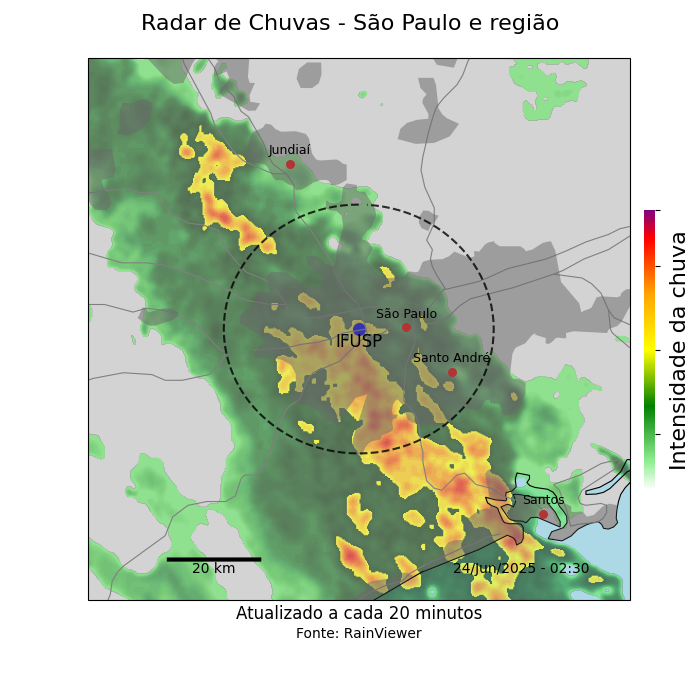 Radar de Chuvas - São Paulo e região
Jundiaí
São Paulo
IFUSP
Santo André
Santos
20 km
24/Jun/2025 - 02:30
Intensidade da chuva
Atualizado a cada 20 minutos
Fonte: RainViewer